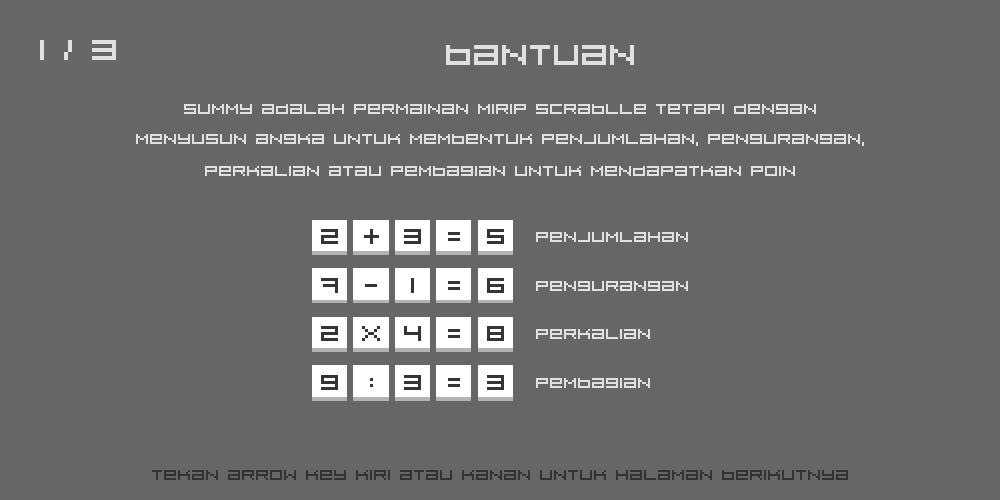 1 / 3
BANTUAN
SUMMY ADALAH PERMAINAN MIRIP SCRABLLE TETAPI DENGAN
MENYUSUN ANGKA UNTUK MEMBENTUK PENJUMLAHAN, PENGURANGAN,
PERKALIAN ATAU PEMBAGIAN UNTUK MENDAPATKAN POIN
2 + 3 = 5 PENJUMLAHAN
7 - 1 = 6 PENGURANGAN
2 X 4 = 8 PERKALIAN
9 : 3 = 3 PEMBAGIAN
TEKAN ARROW KEY KIRI ATAU KANAN UNTUK HALAMAN BERIKUTNYA